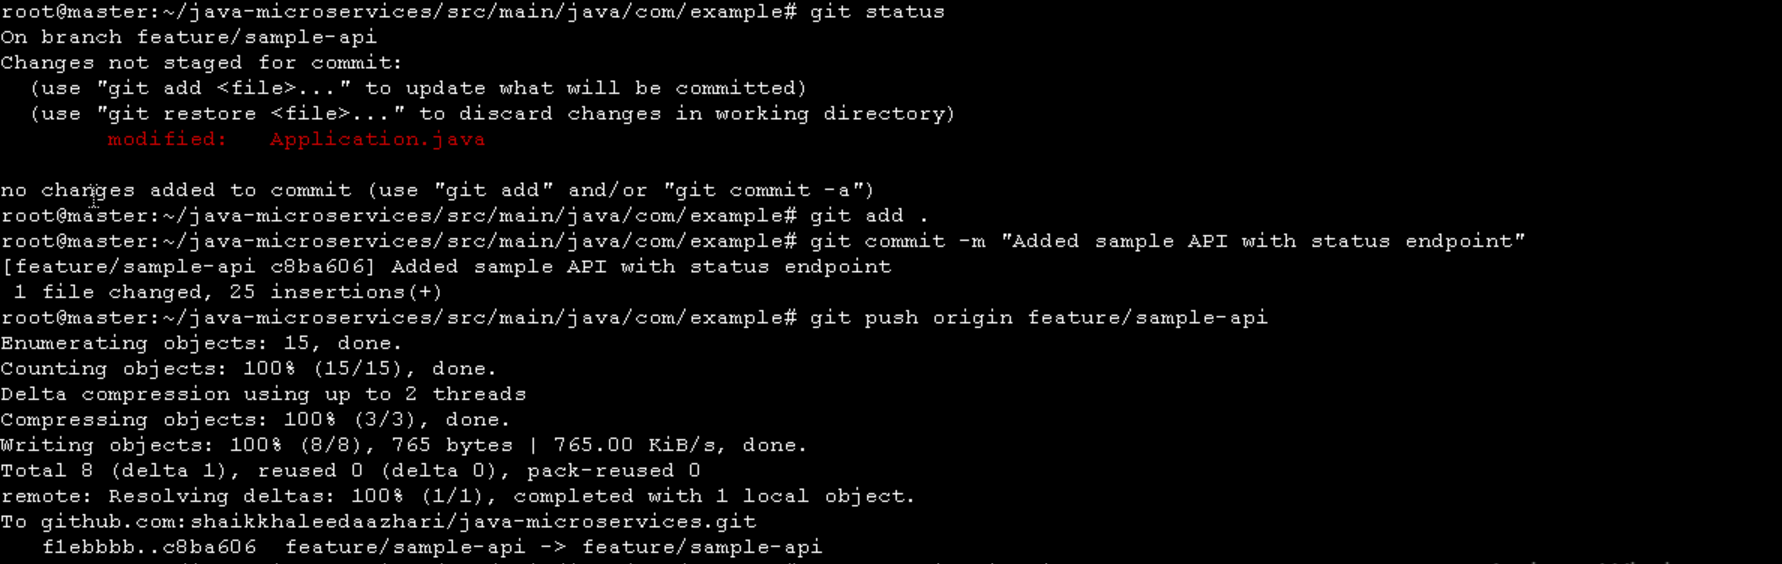 root@master:~/java-microservices/src/main/java/com/example# git status
On branch feature/sample-api
Changes not staged for commit:
  (use "git add <file>..." to update what will be committed)
  (use "git restore <file>..." to discard changes in working directory)
        modified:   Application.java
no changes added to commit (use "git add" and/or "git commit -a")
root@master:~/java-microservices/src/main/java/com/example# git add .
root@master:~/java-microservices/src/main/java/com/example# git commit -m "Added sample API with status endpoint"
[feature/sample-api c8ba606] Added sample API with status endpoint
 1 file changed, 25 insertions(+)
root@master:~/java-microservices/src/main/java/com/example# git push origin feature/sample-api
Enumerating objects: 15, done.
Counting objects: 100% (15/15), done.
Delta compression using up to 2 threads
Compressing objects: 100% (3/3), done.
Writing objects: 100% (8/8), 765 bytes | 765.00 KiB/s, done.
Total 8 (delta 1), reused 0 (delta 0), pack-reused 0
remote: Resolving deltas: 100% (1/1), completed with 1 local object.
To github.com:shaikkhaleedaazhari/java-microservices.git
   f1ebbbb..c8ba606  feature/sample-api -> feature/sample-api